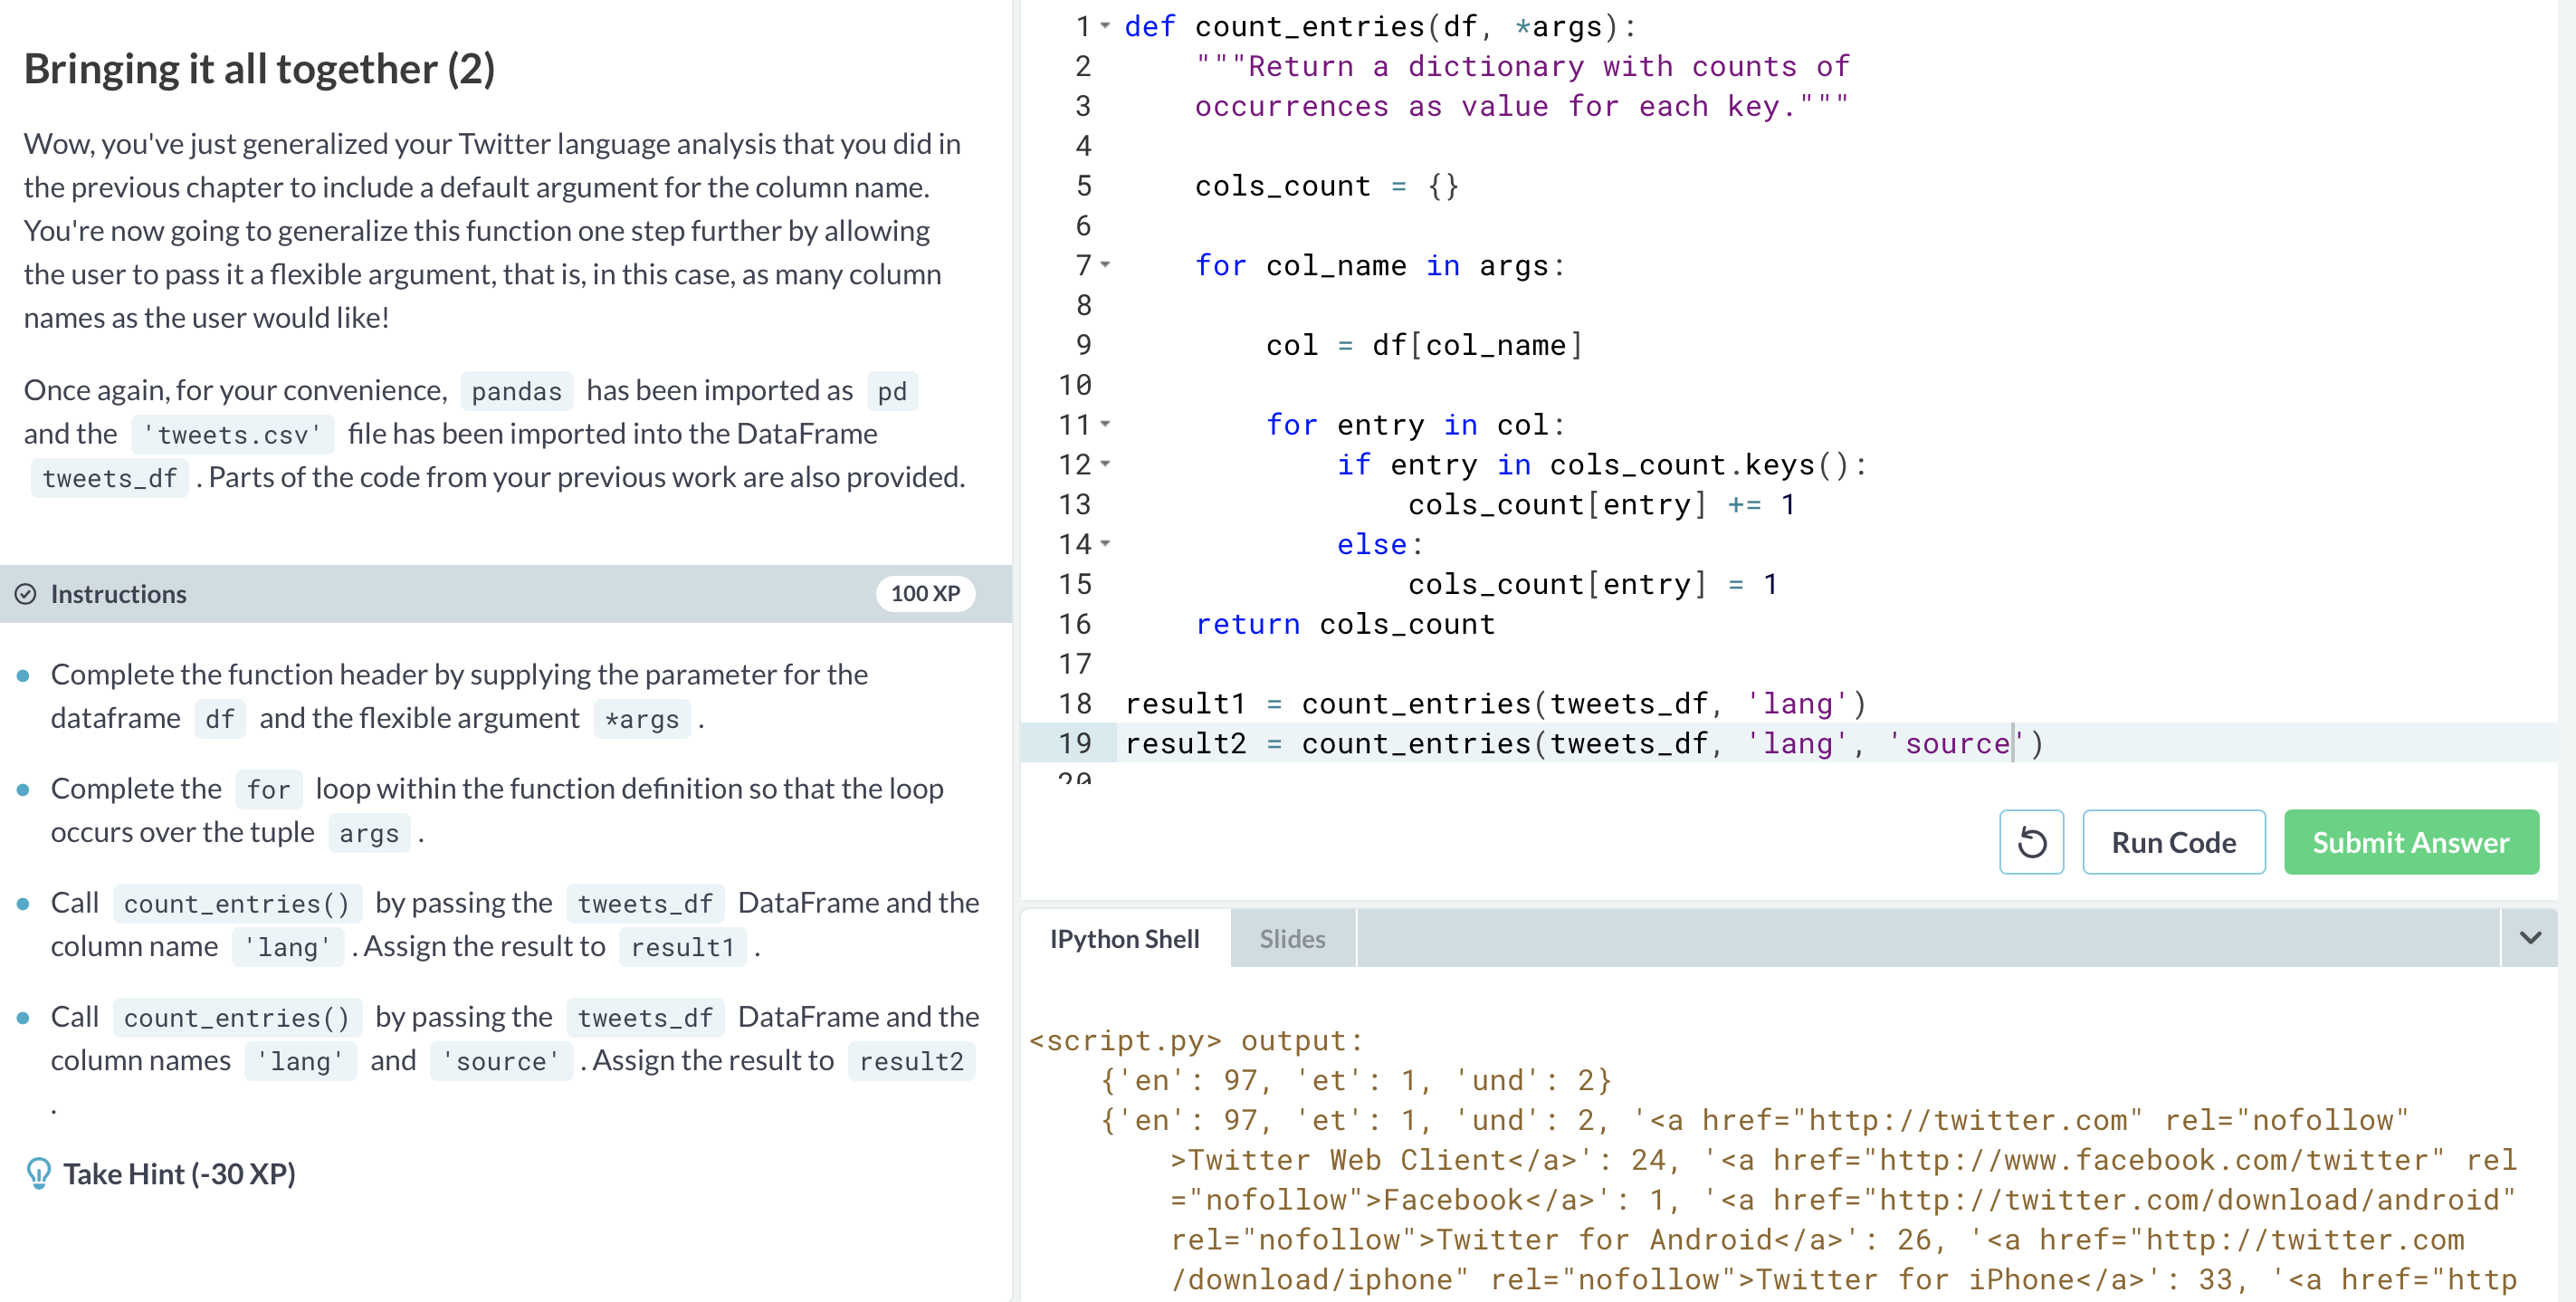 Bringing it all together (2)
Wow, you've just generalized your Twitter language analysis that you did in
the previous chapter to include a default argument for the column name.
You're now going to generalize this function one step further by allowing
the user to pass it a flexible argument, that is, in this case, as many column
names as the user would like!
Once again, for your convenience, pandas has been imported as pd
and the 'tweets.csv' file has been imported into the DataFrame
tweets_df . Parts of the code from your previous work are also provided.
Instructions
100 XP
Complete the function header by supplying the parameter for the
dataframe df and the flexible argument *args .
Complete the for loop within the function definition so that the loop
occurs over the tuple args .
Call count_entries() by passing the tweets_df DataFrame and the
column name 'lang' . Assign the result to result1 .
Call count_entries() by passing the tweets_df DataFrame and the
column names 'lang' and 'source' . Assign the result to result2
.
Take Hint (-30 XP)
1 def count_entries(df, *args):
2     """Return a dictionary with counts of
3     occurrences as value for each key."""
4
5     cols_count = {}
6
7     for col_name in args:
8
9         col = df[col_name]
10
11         for entry in col:
12             if entry in cols_count.keys():
13                 cols_count[entry] += 1
14             else:
15                 cols_count[entry] = 1
16     return cols_count
17
18 result1 = count_entries(tweets_df, 'lang')
19 result2 = count_entries(tweets_df, 'lang', 'source')
20
Run Code
Submit Answer
IPython Shell
Slides
<script.py> output:
    {'en': 97, 'et': 1, 'und': 2}
    {'en': 97, 'et': 1, 'und': 2, '<a href="http://twitter.com" rel="nofollow"
        >Twitter Web Client</a>': 24, '<a href="http://www.facebook.com/twitter" rel
        ="nofollow">Facebook</a>': 1, '<a href="http://twitter.com/download/android"
        rel="nofollow">Twitter for Android</a>': 26, '<a href="http://twitter.com
        /download/iphone" rel="nofollow">Twitter for iPhone</a>': 33, '<a href="http